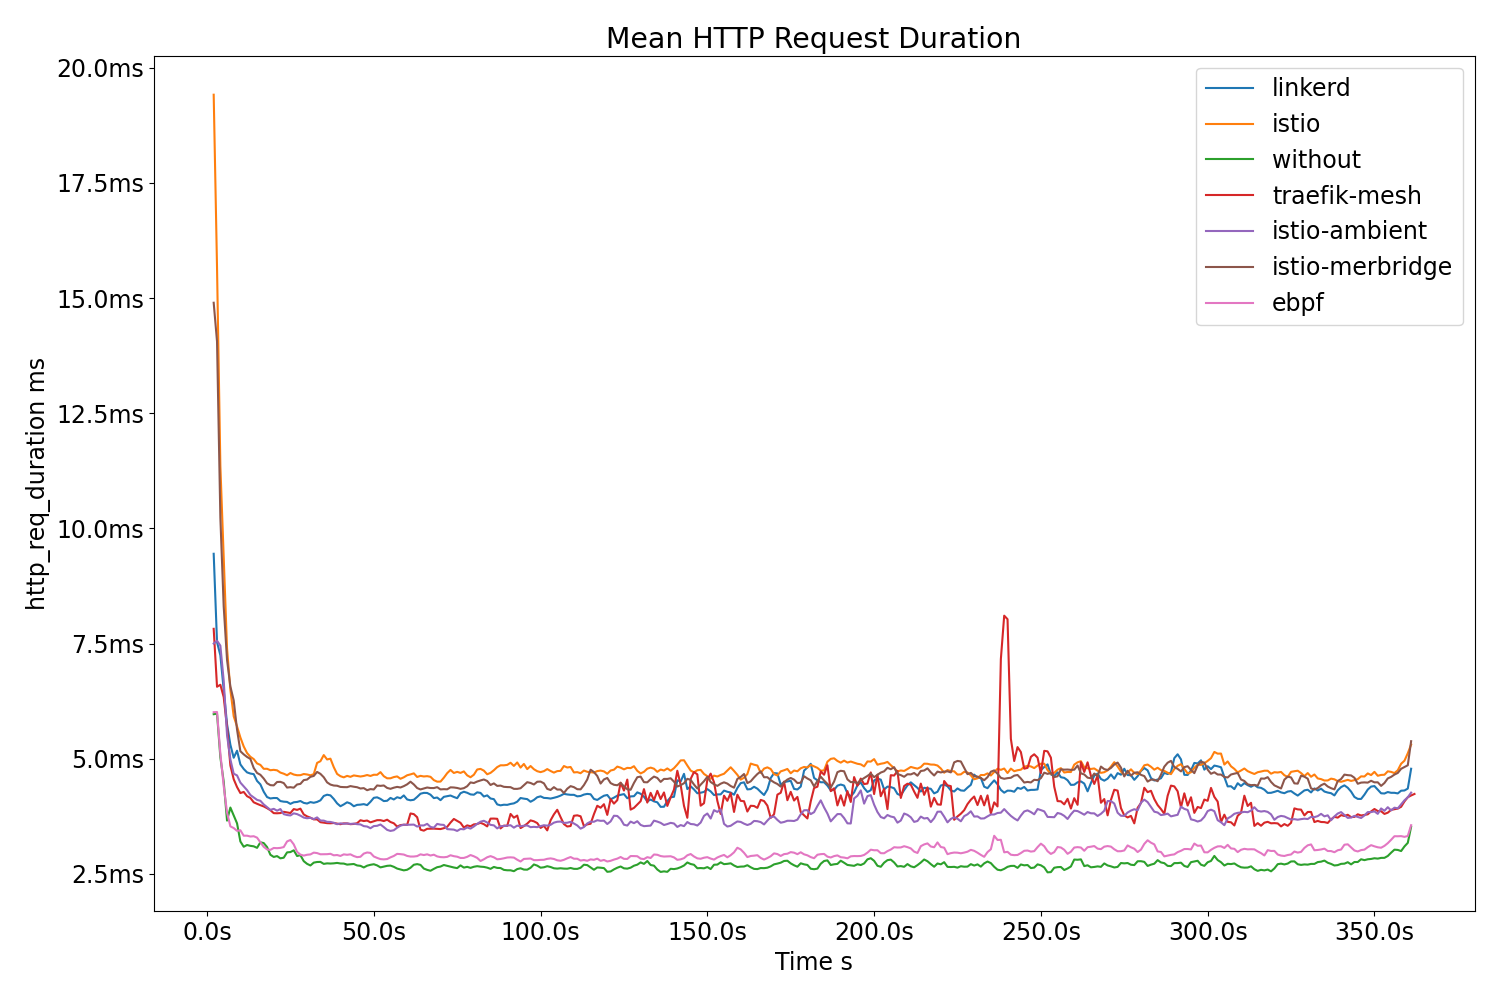 Mean HTTP Request Duration
20.0ms
17.5ms
15.0ms
12.5ms
10.0ms
7.5ms
5.0ms
2.5ms
http_req_duration ms
linkerd
istio
without
traefik-mesh
istio-ambient
istio-merbridge
ebpf
0.0s 50.0s 100.0s 150.0s 200.0s 250.0s 300.0s 350.0s
Time s